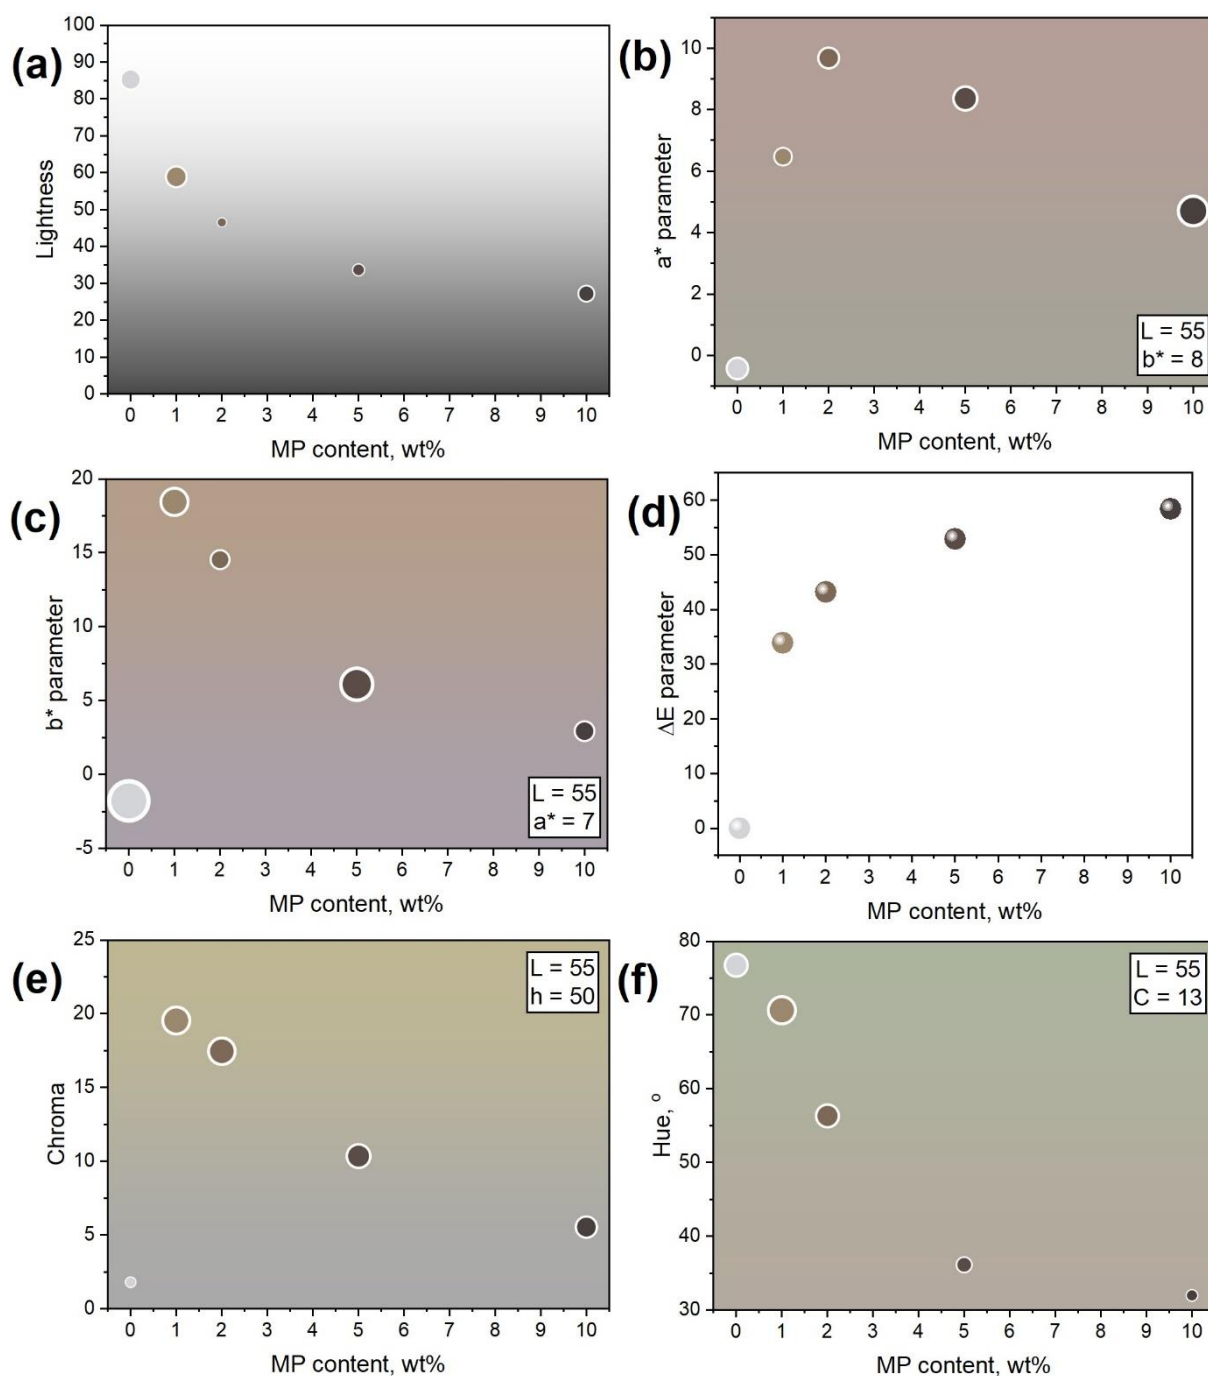 (a)
100
90
80
70
60
50
40
30
20
10
0
Lightness
0 1 2 3 4 5 6 7 8 9 10
MP content, wt%
(b)
10
8
6
4
2
0
a* parameter
L = 55
b* = 8
0 1 2 3 4 5 6 7 8 9 10
MP content, wt%
(c)
20
15
10
5
0
-5
b* parameter
L = 55
a* = 7
0 1 2 3 4 5 6 7 8 9 10
MP content, wt%
(d)
60
50
40
30
20
10
0
ΔE parameter
0 1 2 3 4 5 6 7 8 9 10
MP content, wt%
(e)
25
20
15
10
5
0
Chroma
L = 55
h = 50
0 1 2 3 4 5 6 7 8 9 10
MP content, wt%
(f)
80
70
60
50
40
30
Hue, °
L = 55
C = 13
0 1 2 3 4 5 6 7 8 9 10
MP content, wt%